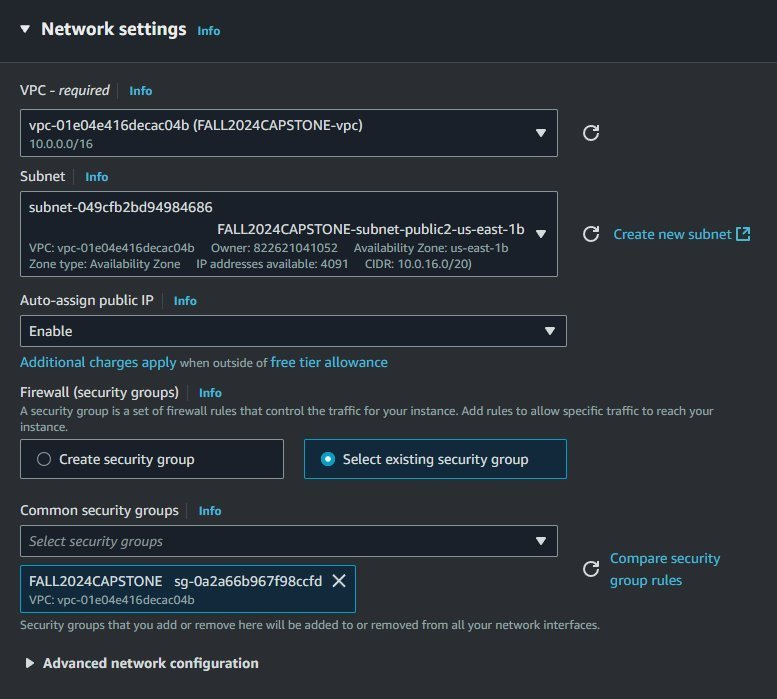 Network settings Info
VPC - required Info
vpc-01e04e416decac04b (FALL2024CAPSTONE-vpc)
10.0.0.0/16
Subnet Info
subnet-049cfb2bd94984686
FALL2024CAPSTONE-subnet-public2-us-east-1b
VPC: vpc-01e04e416decac04b Owner: 822621041052 Availability Zone: us-east-1b
Zone type: Availability Zone IP addresses available: 4091 CIDR: 10.0.16.0/20)
Create new subnet
Auto-assign public IP Info
Enable
Additional charges apply when outside of free tier allowance
Firewall (security groups) Info
A security group is a set of firewall rules that control the traffic for your instance. Add rules to allow specific traffic to reach your
instance.
Create security group
Select existing security group
Common security groups Info
Select security groups
FALL2024CAPSTONE sg-0a2a66b967f98ccfd
VPC: vpc-01e04e416decac04b
Compare security
group rules
Security groups that you add or remove here will be added to or removed from all your network interfaces.
Advanced network configuration